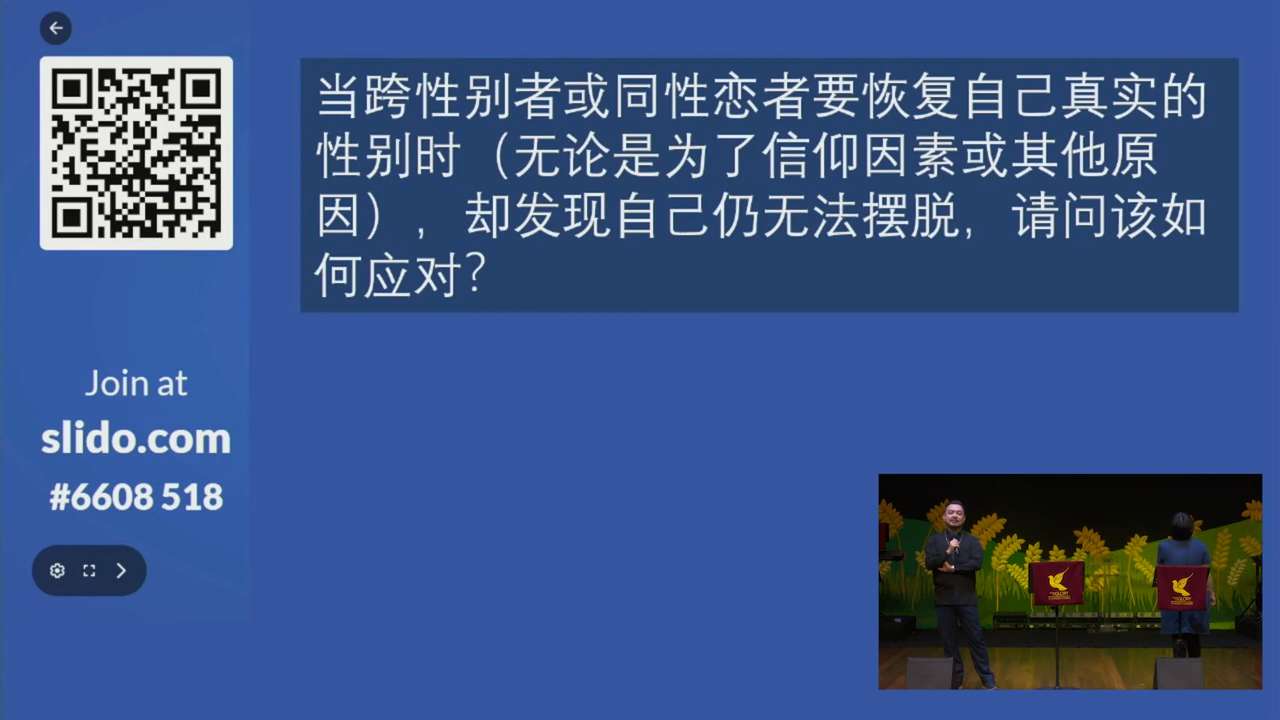 当跨性别者或同性恋者要恢复自己真实的
性别时（无论是为了信仰因素或其他原
因），却发现自己仍无法摆脱，请问该如
何应对？
Join at
slido.com
#6608 518
GLORY
GLORY